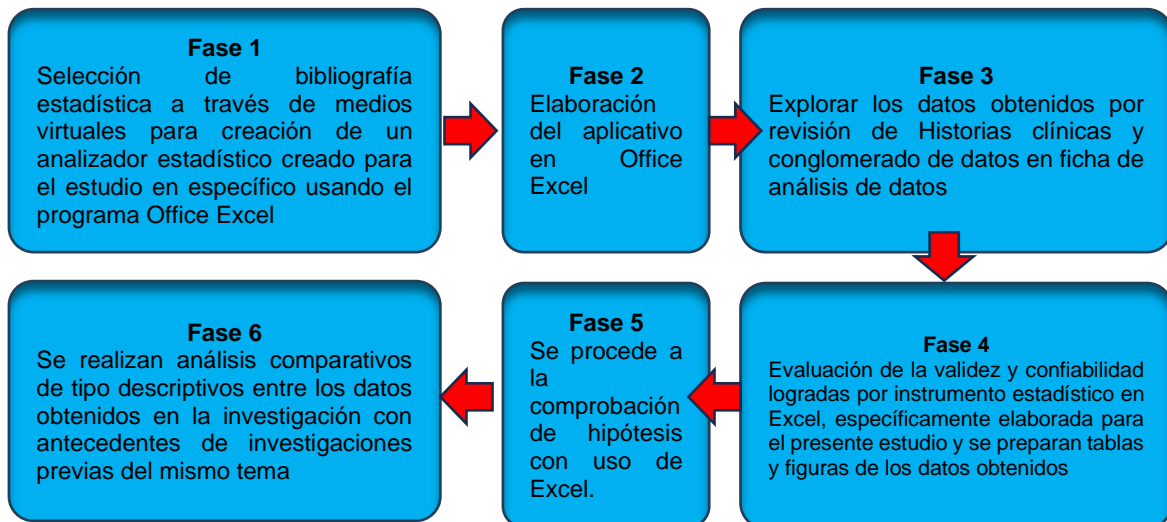 Fase 1
Selección de bibliografía
estadística a través de medios
virtuales para creación de un
analizador estadístico creado para
el estudio en específico usando el
programa Office Excel
Fase 2
Elaboración
del aplicativo
en Office
Excel
Fase 3
Explorar los datos obtenidos por
revisión de Historias clínicas y
conglomerado de datos en ficha de
análisis de datos
Fase 4
Evaluación de la validez y confiabilidad
logradas por instrumento estadístico en
Excel, específicamente elaborada para
el presente estudio y se preparan tablas
y figuras de los datos obtenidos
Fase 5
Se procede a
la
comprobación
de hipótesis
con uso de
Excel.
Fase 6
Se realizan análisis comparativos
de tipo descriptivos entre los datos
obtenidos en la investigación con
antecedentes de investigaciones
previas del mismo tema